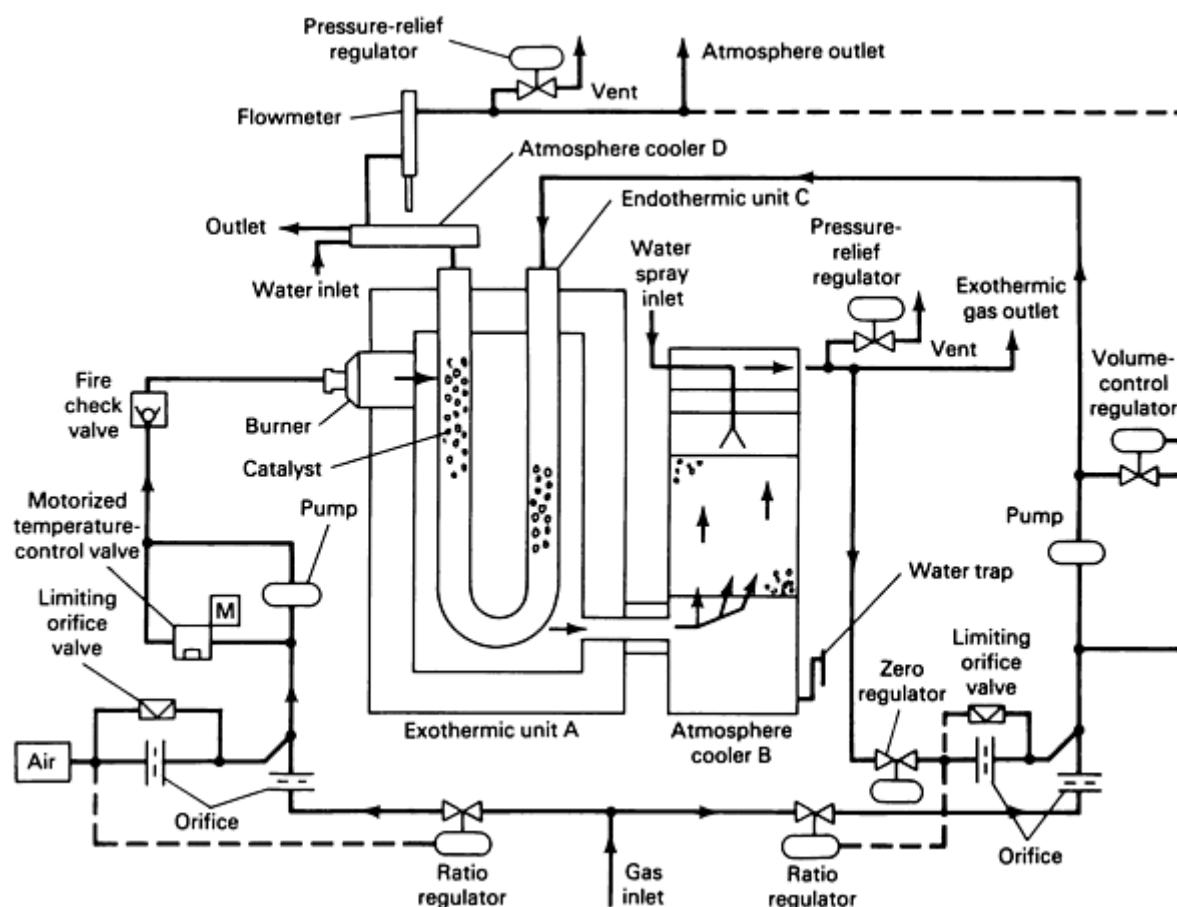 Pressure-relief
regulator
Vent
Atmosphere outlet
Flowmeter
Atmosphere cooler D
Endothermic unit C
Outlet
Water inlet
Water
spray
inlet
Pressure-
relief
regulator
Exothermic
gas outlet
Vent
Volume-
control
regulator
Fire
check
valve
Burner
Catalyst
Motorized
temperature-
control valve
Pump
Pump
M
Limiting
orifice
valve
Water trap
Limiting
orifice
valve
Zero
regulator
Exothermic unit A
Atmosphere
cooler B
Air
Orifice
Ratio
regulator
Gas
inlet
Ratio
regulator
Orifice